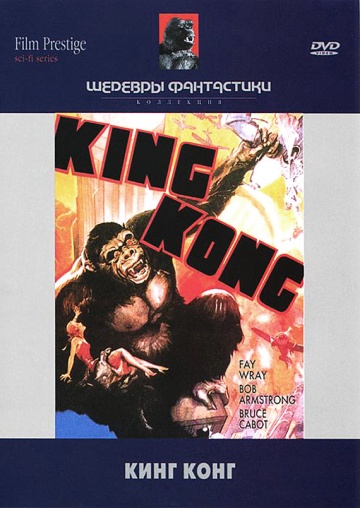 Film Prestige
sci-fi series
DVD
VIDEO
ШЕДЕВРЫ ФАНТАСТИКИ
КОЛЛЕКЦИЯ
KING
KONG
FAY
WRAY
BOB
ARMSTRONG
BRUCE
CABOT
КИНГ КОНГ